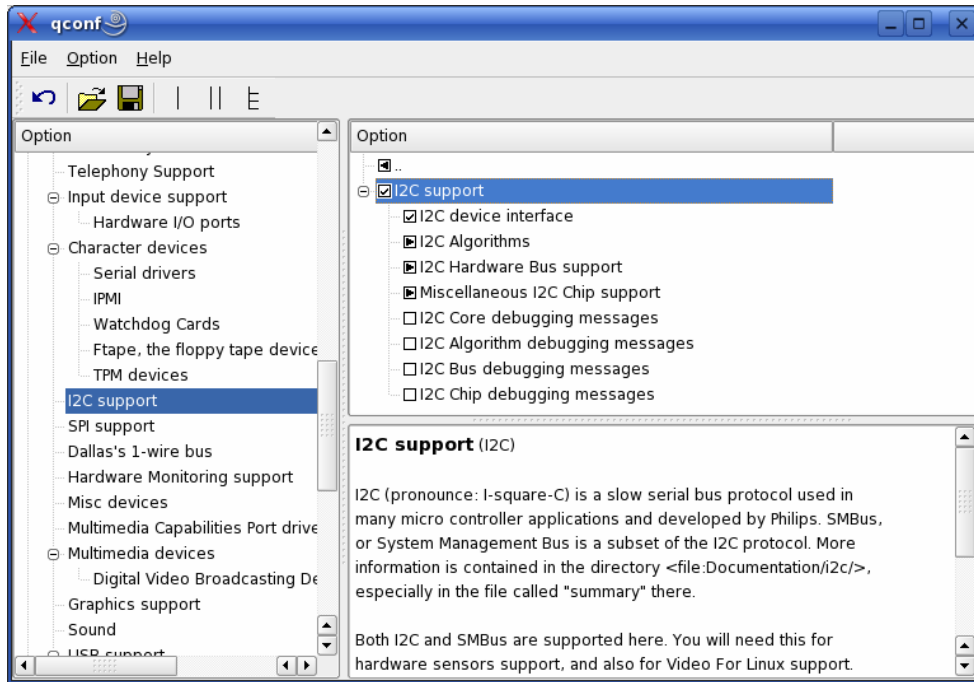 qconf
File Option Help
Option
Telephony Support
Input device support
Hardware I/O ports
Character devices
Serial drivers
IPMI
Watchdog Cards
Ftape, the floppy tape device
TPM devices
I2C support
SPI support
Dallas's 1-wire bus
Hardware Monitoring support
Misc devices
Multimedia Capabilities Port drive
Multimedia devices
Digital Video Broadcasting De
Graphics support
Sound
USB support
Option
..
I2C support
I2C device interface
I2C Algorithms
I2C Hardware Bus support
Miscellaneous I2C Chip support
I2C Core debugging messages
I2C Algorithm debugging messages
I2C Bus debugging messages
I2C Chip debugging messages
I2C support (I2C)
I2C (pronounce: I-square-C) is a slow serial bus protocol used in
many micro controller applications and developed by Philips. SMBus,
or System Management Bus is a subset of the I2C protocol. More
information is contained in the directory <file:Documentation/i2c/>,
especially in the file called "summary" there.
Both I2C and SMBus are supported here. You will need this for
hardware sensors support, and also for Video For Linux support.